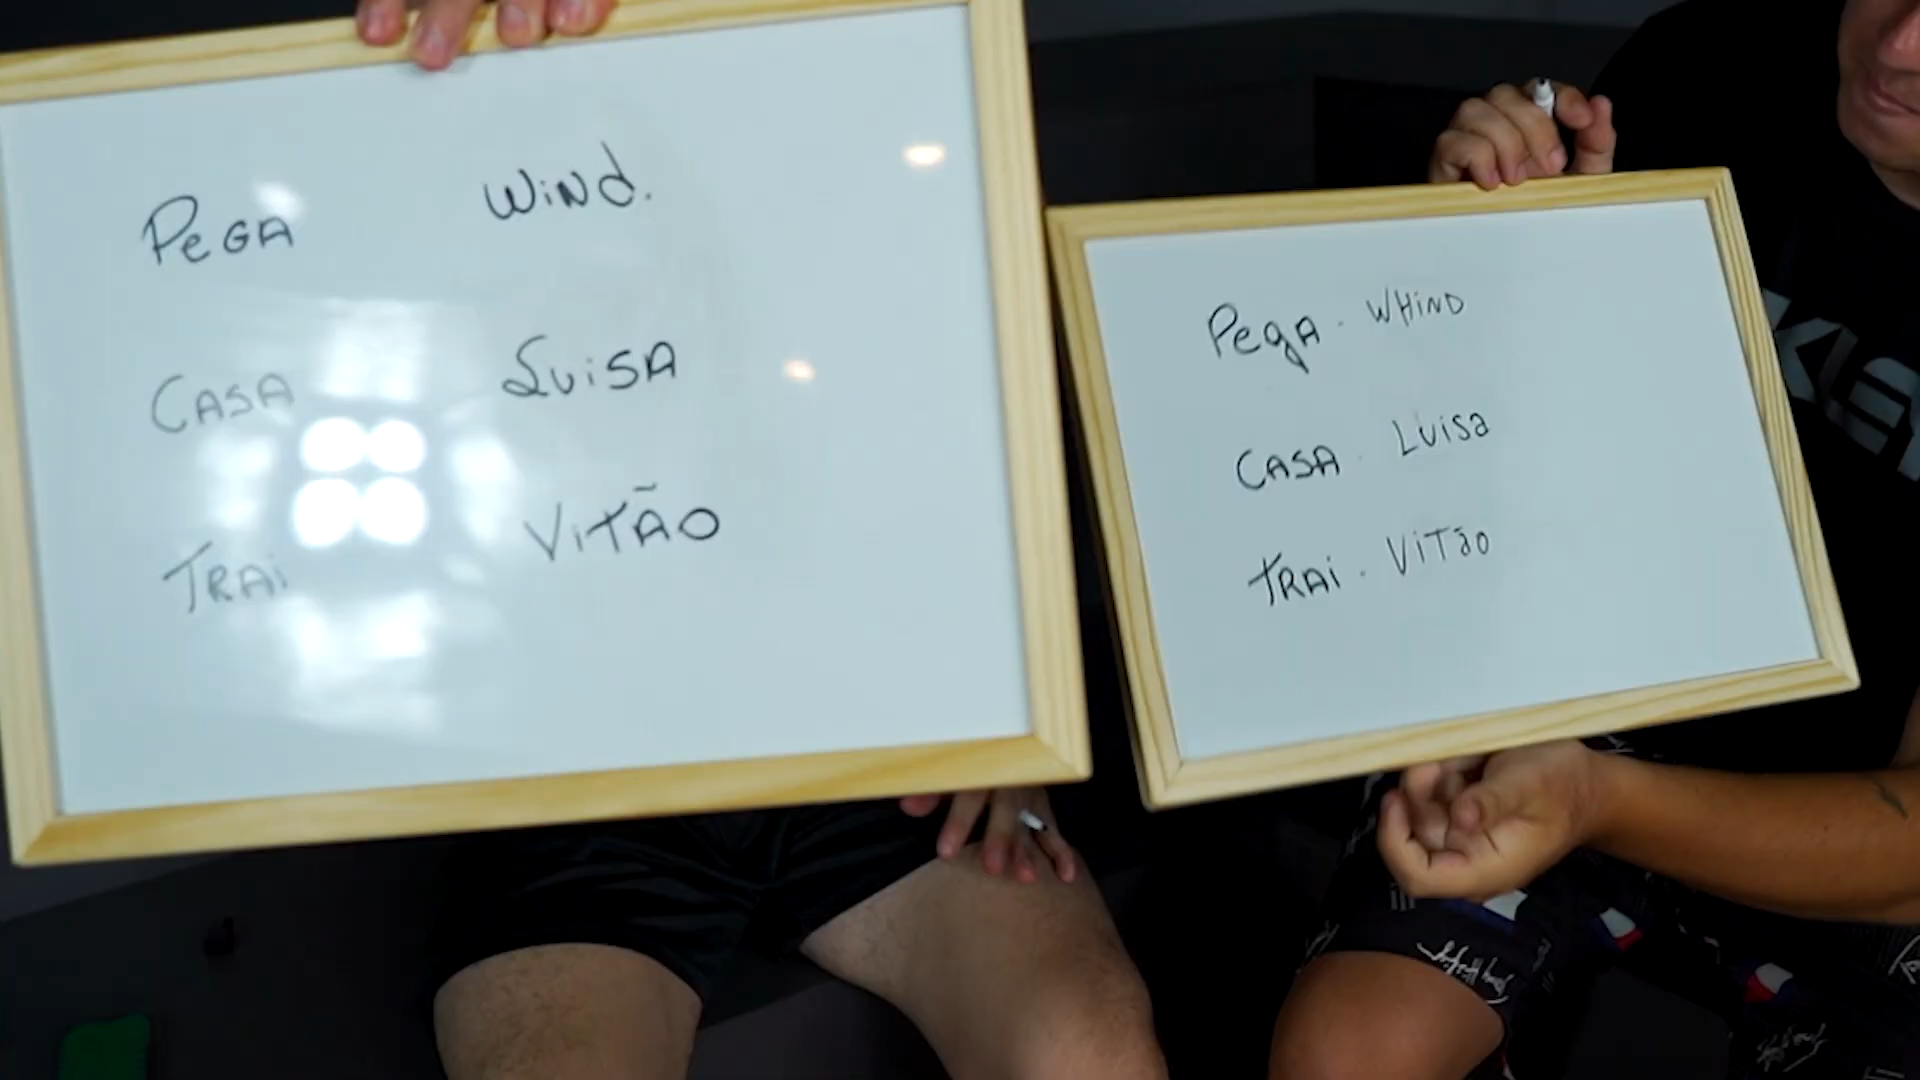 PeGA WiNd.
CASA LuiSA
TRAi ViTÃO
PegA - WHiND
CASA - Luisa
TRAi - ViTão